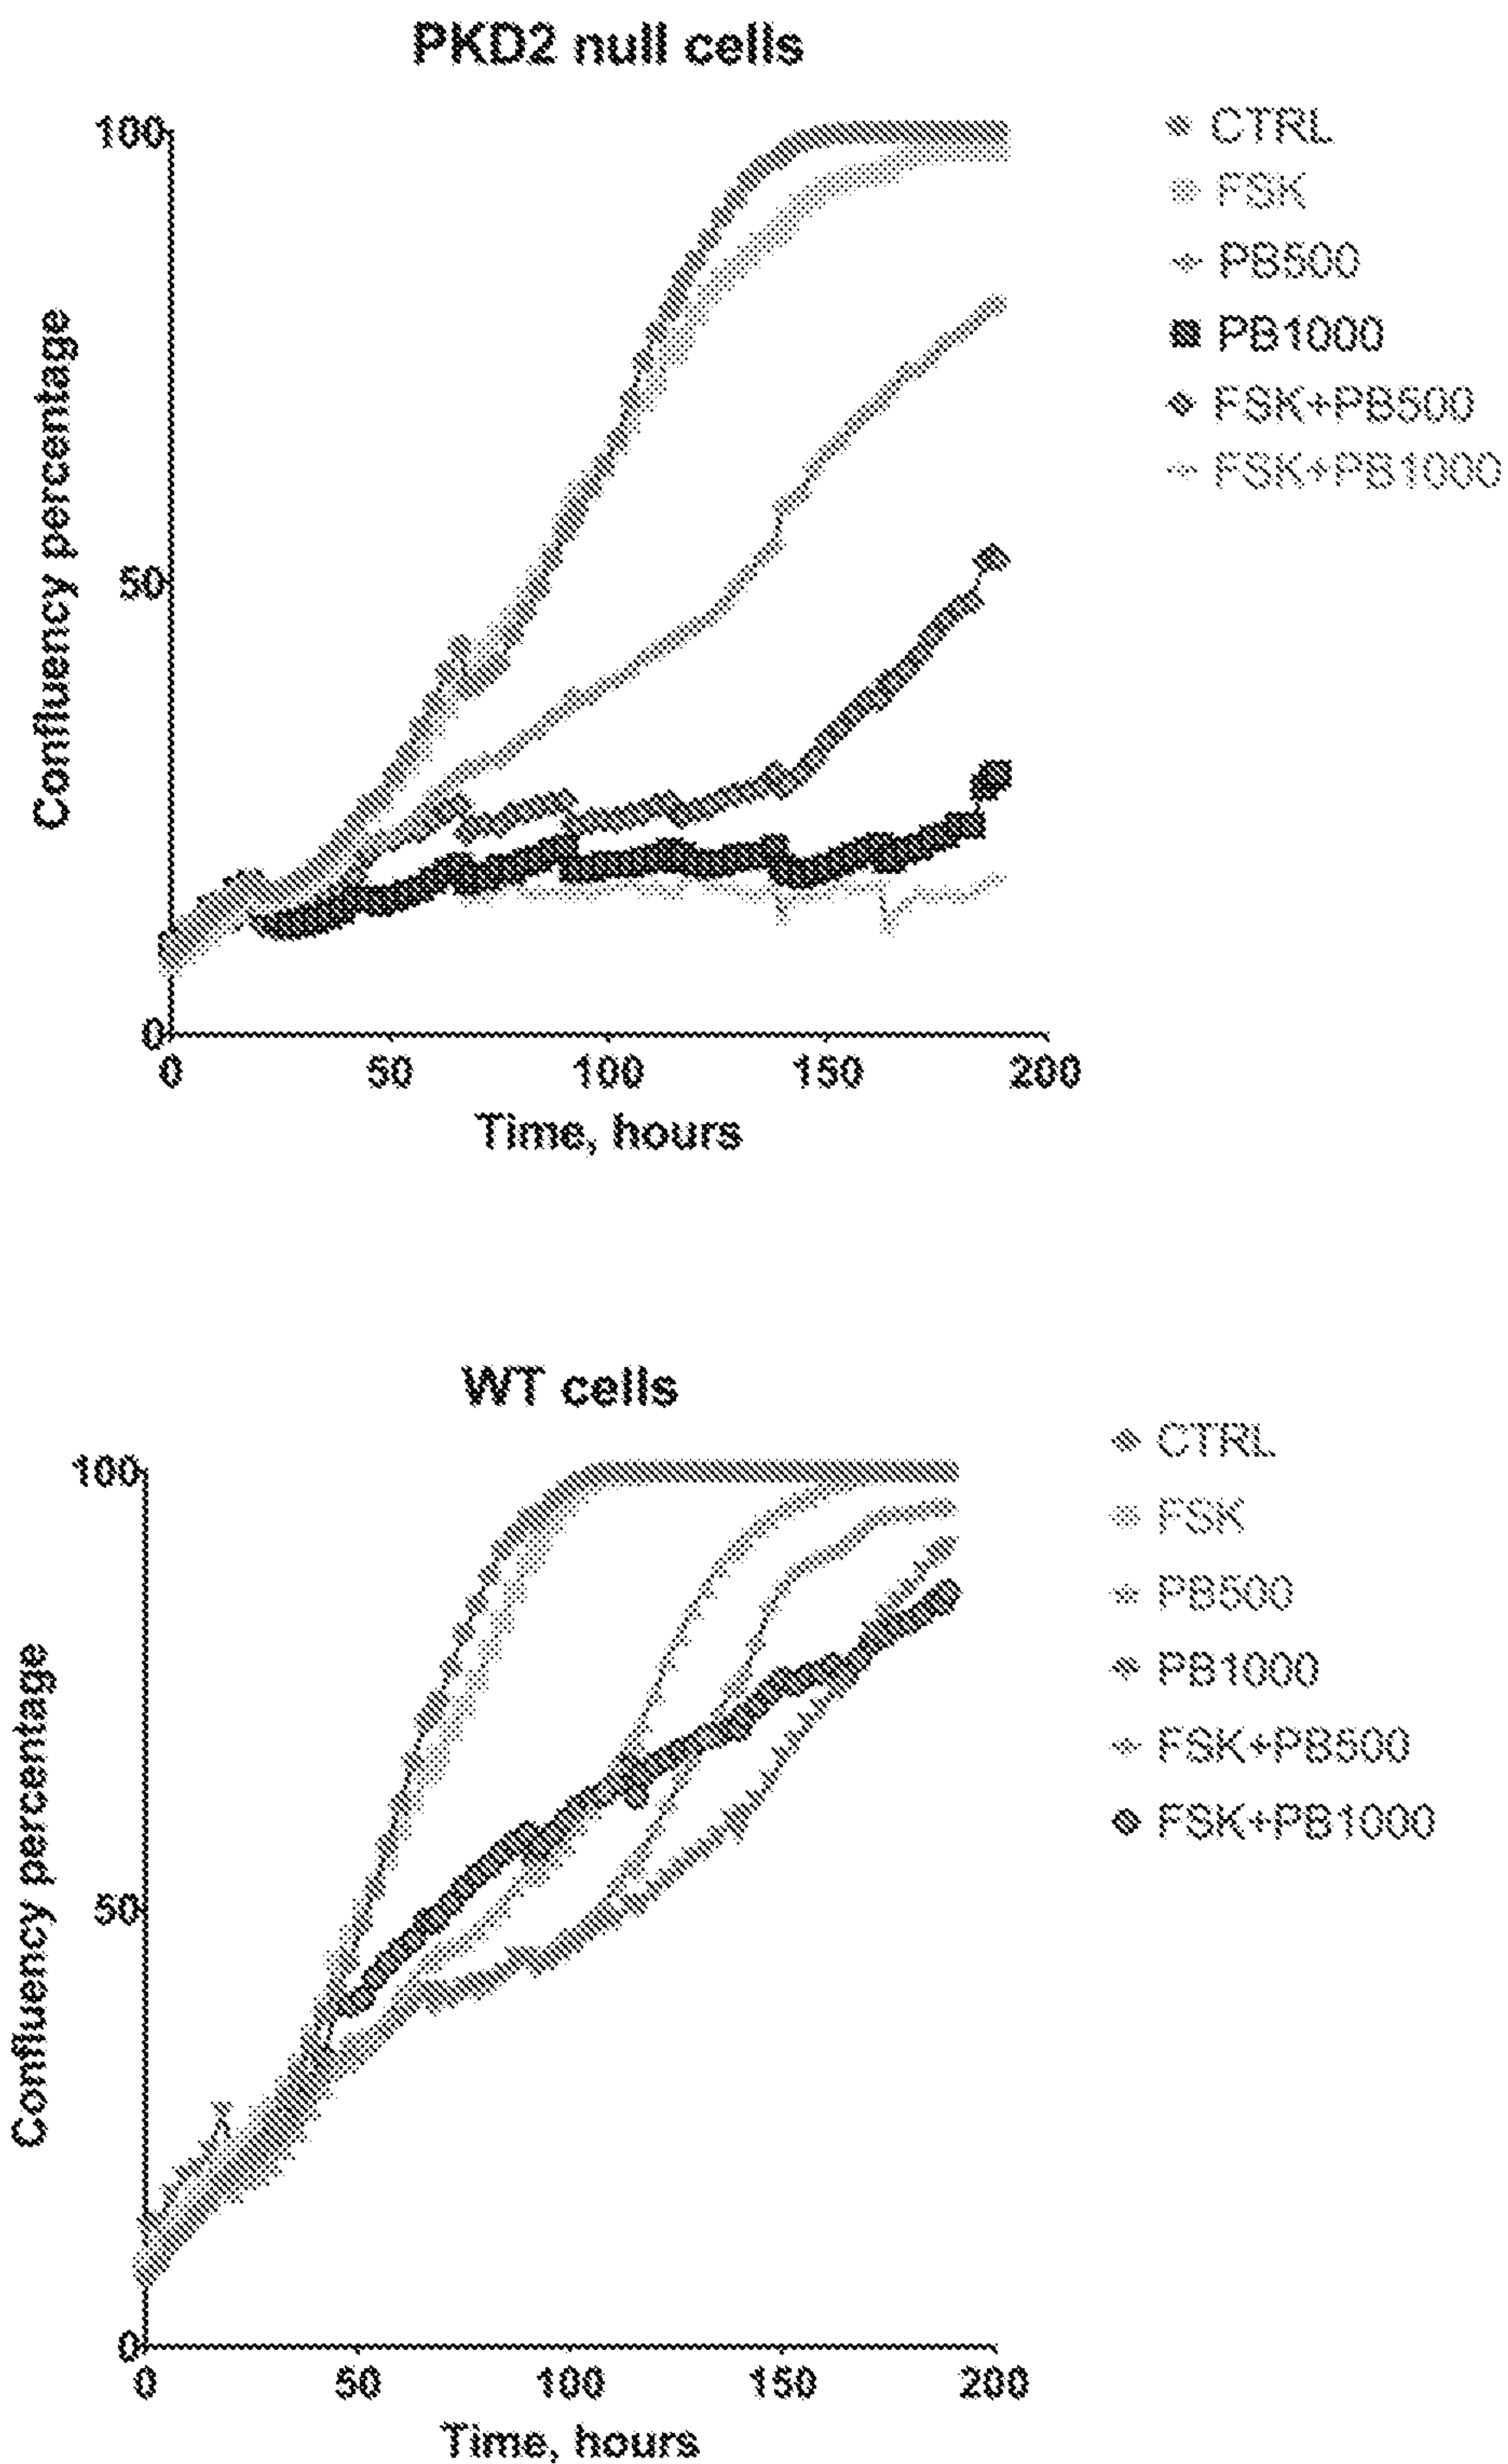 PKD2 null cells
100
50
0
0 50 100 150 200
Confluency percentage
Time, hours
CTRL
FSK
PB500
PB1000
FSK+PB500
FSK+PB1000
WT cells
100
50
0
0 50 100 150 200
Confluency percentage
Time, hours
CTRL
FSK
PB500
PB1000
FSK+PB500
FSK+PB1000